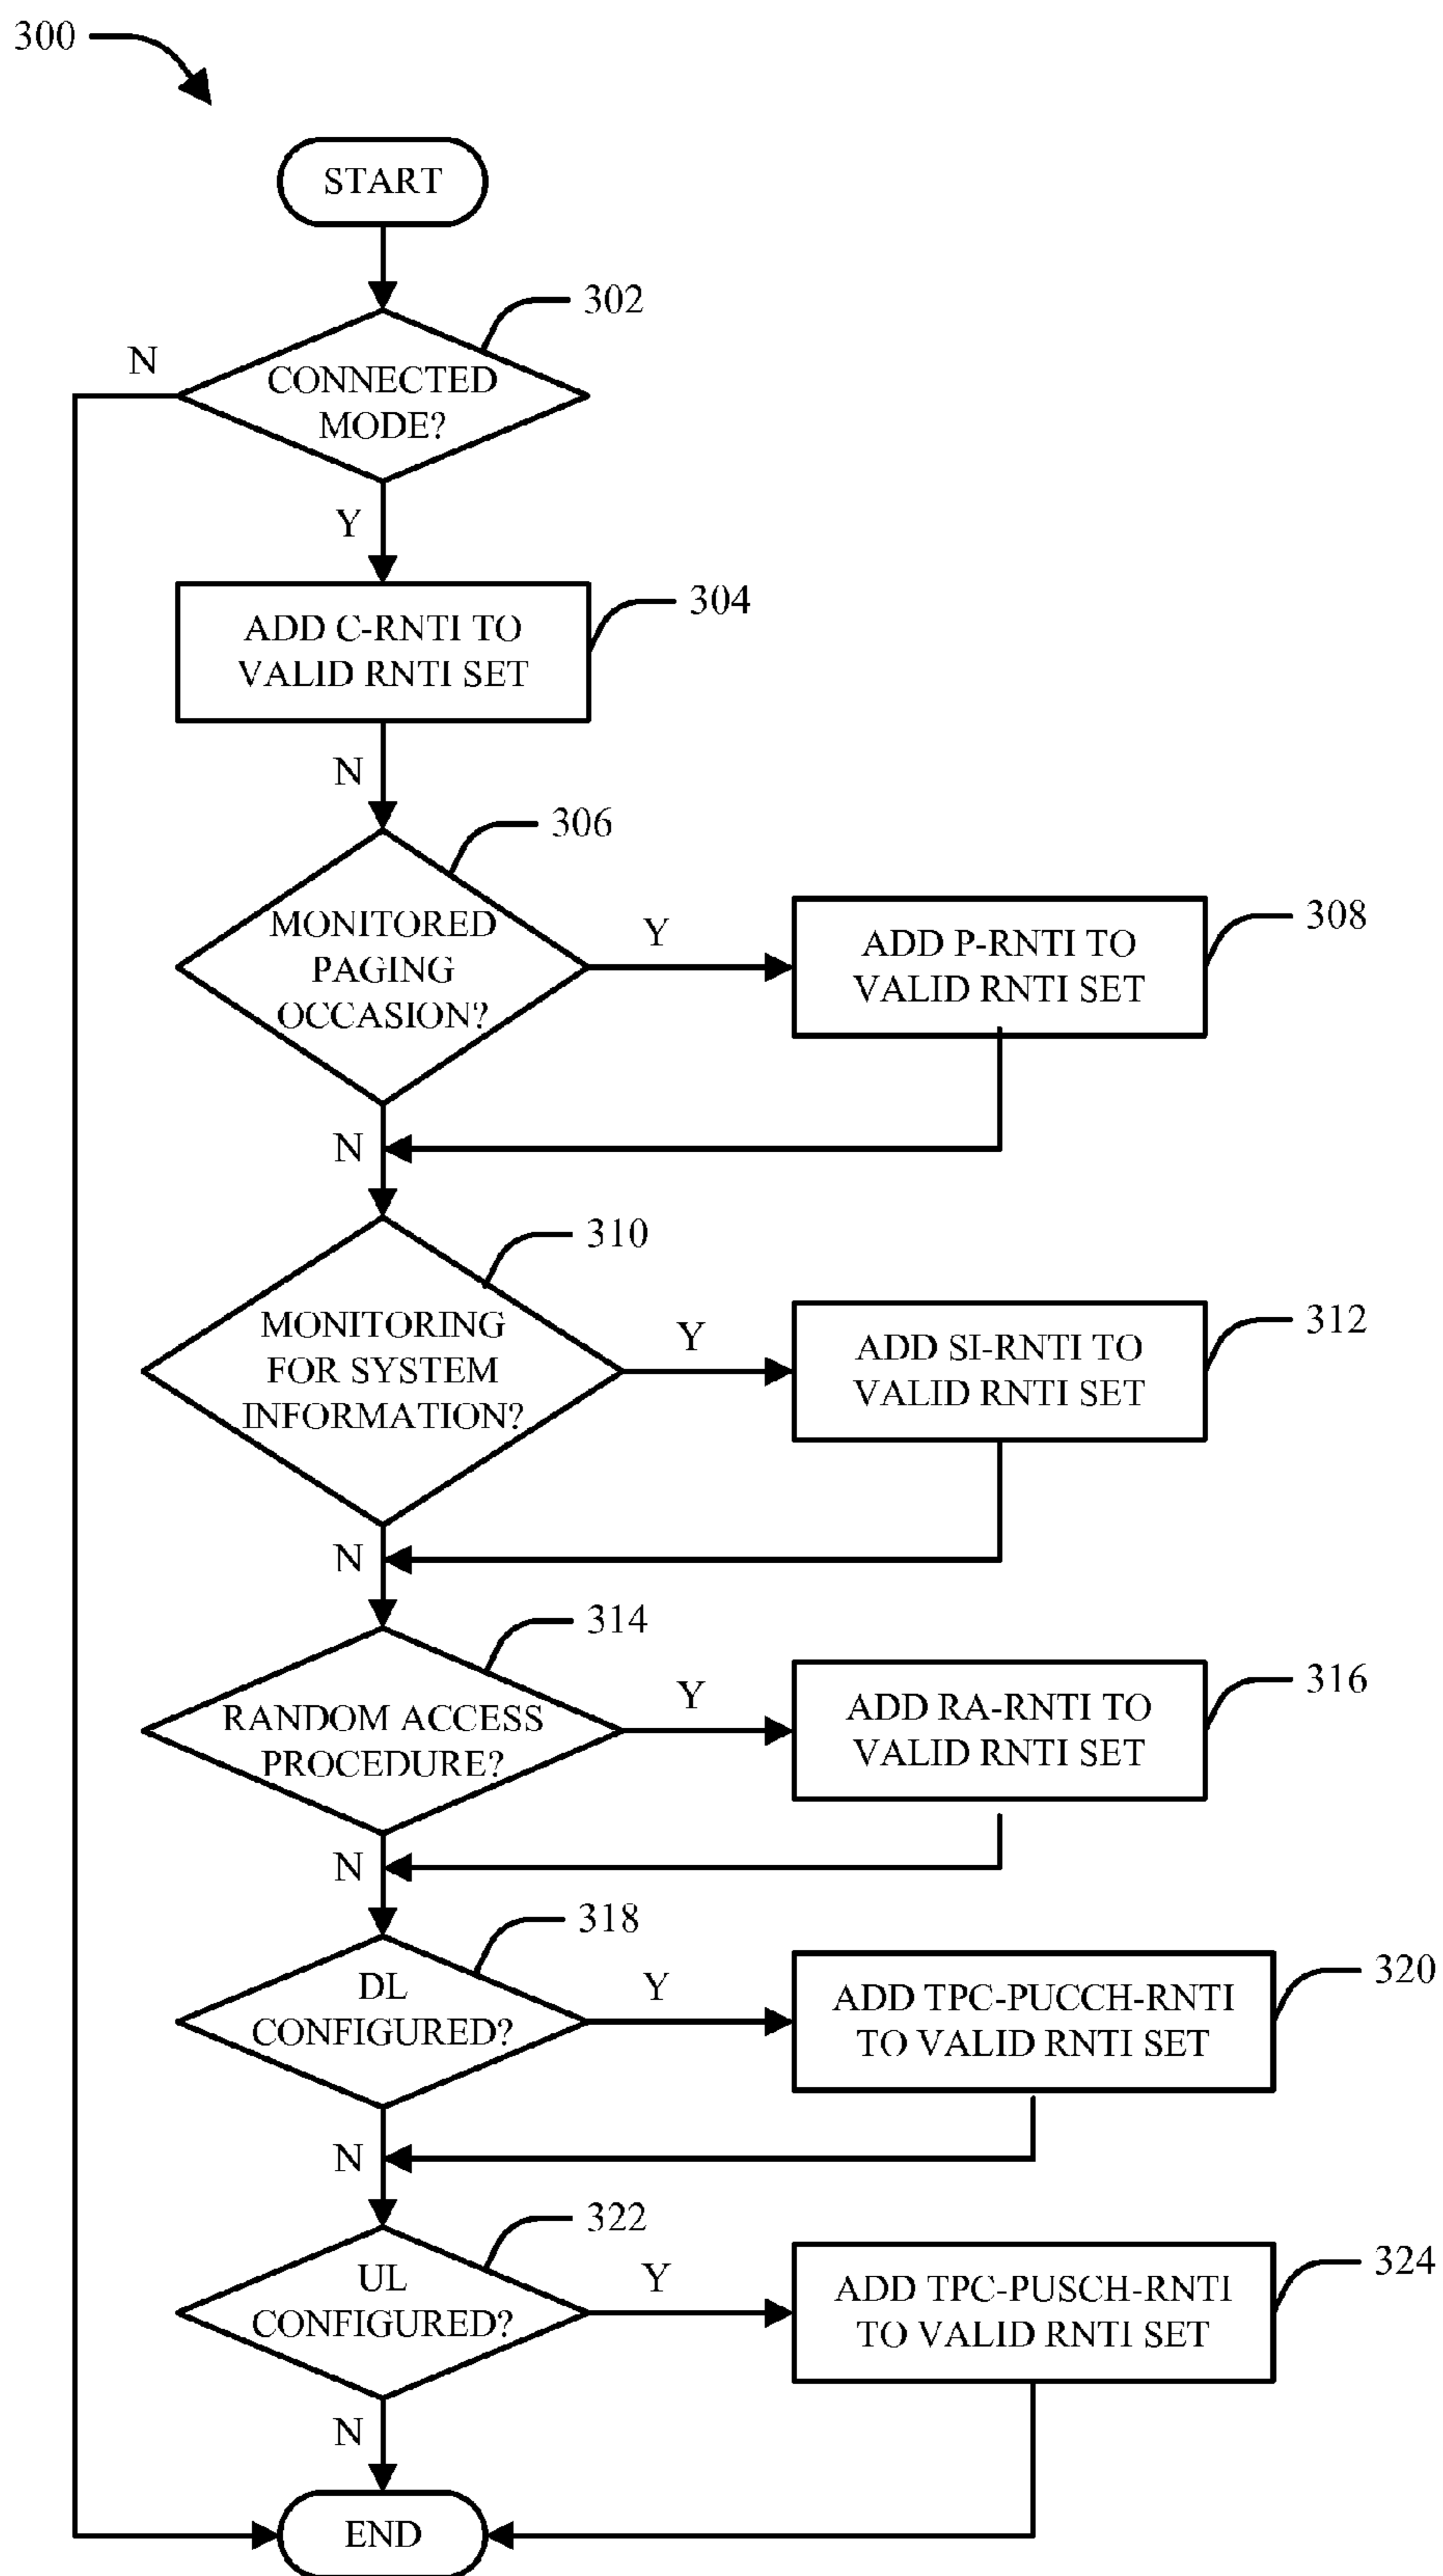 300
START
302
N
CONNECTED
MODE?
Y
304
ADD C-RNTI TO
VALID RNTI SET
N
306
MONITORED
PAGING
OCCASION?
Y
308
ADD P-RNTI TO
VALID RNTI SET
N
310
MONITORING
FOR SYSTEM
INFORMATION?
Y
312
ADD SI-RNTI TO
VALID RNTI SET
N
314
RANDOM ACCESS
PROCEDURE?
Y
316
ADD RA-RNTI TO
VALID RNTI SET
N
318
DL
CONFIGURED?
Y
320
ADD TPC-PUCCH-RNTI
TO VALID RNTI SET
N
322
UL
CONFIGURED?
Y
324
ADD TPC-PUSCH-RNTI
TO VALID RNTI SET
N
END